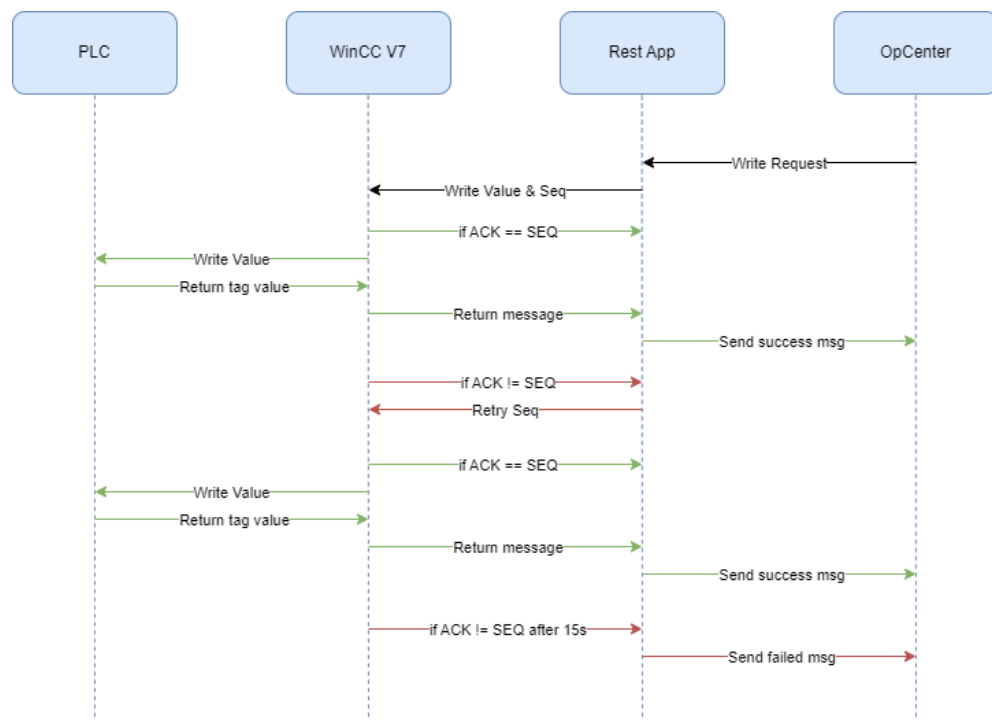 PLC
WinCC V7
Rest App
OpCenter
Write Request
Write Value & Seq
if ACK == SEQ
Write Value
Return tag value
Return message
Send success msg
if ACK != SEQ
Retry Seq
if ACK == SEQ
Write Value
Return tag value
Return message
Send success msg
if ACK != SEQ after 15s
Send failed msg